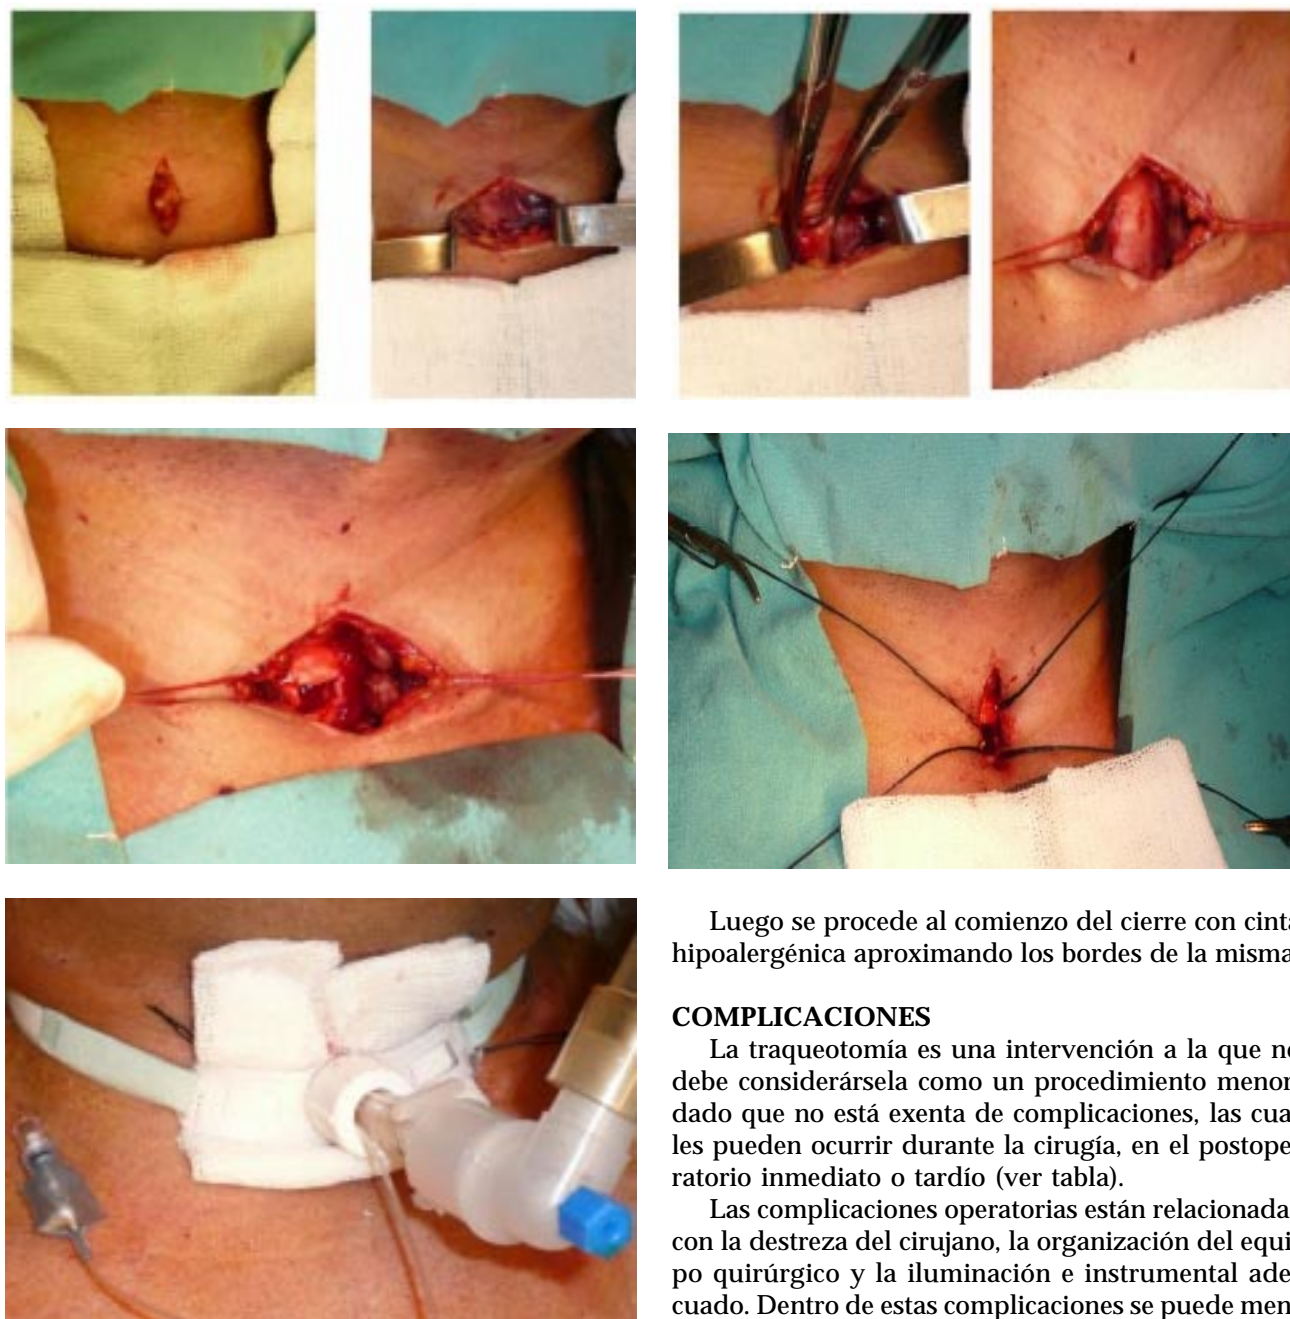 Luego se procede al comienzo del cierre con cinta
hipoalergénica aproximando los bordes de la misma
COMPLICACIONES
La traqueotomía es una intervención a la que no
debe considerársela como un procedimiento menor
dado que no está exenta de complicaciones, las cua
les pueden ocurrir durante la cirugía, en el postope
ratorio inmediato o tardío (ver tabla).
Las complicaciones operatorias están relacionada
con la destreza del cirujano, la organización del equi
po quirúrgico y la iluminación e instrumental ade
cuado. Dentro de estas complicaciones se puede men